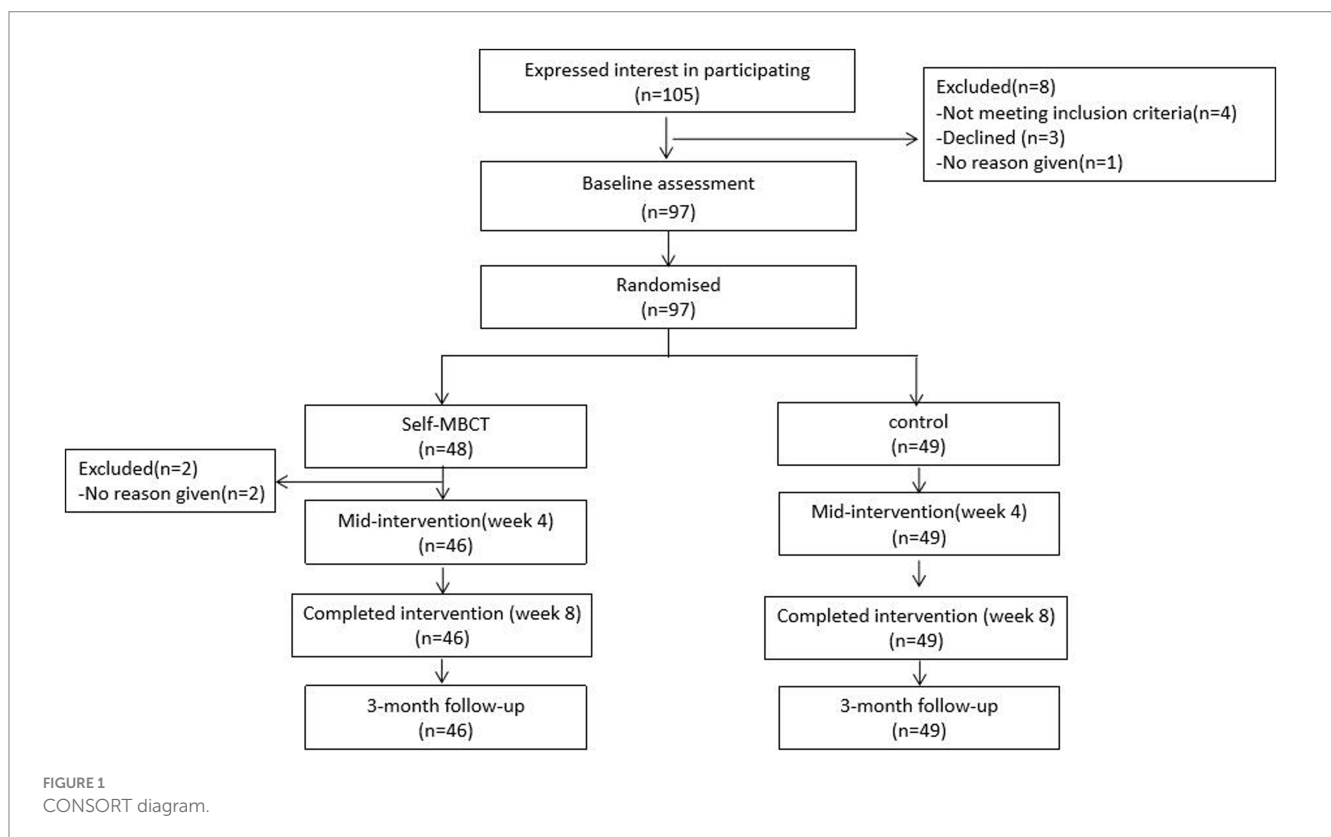 Expressed interest in participating
(n=105)
Excluded(n=8)
-Not meeting inclusion criteria(n=4)
-Declined (n=3)
-No reason given(n=1)
Baseline assessment
(n=97)
Randomised
(n=97)
Self-MBCT
(n=48)
control
(n=49)
Excluded(n=2)
-No reason given(n=2)
Mid-intervention(week 4)
(n=46)
Mid-intervention(week 4)
(n=49)
Completed intervention (week 8)
(n=46)
Completed intervention (week 8)
(n=49)
3-month follow-up
(n=46)
3-month follow-up
(n=49)
FIGURE 1
CONSORT diagram.